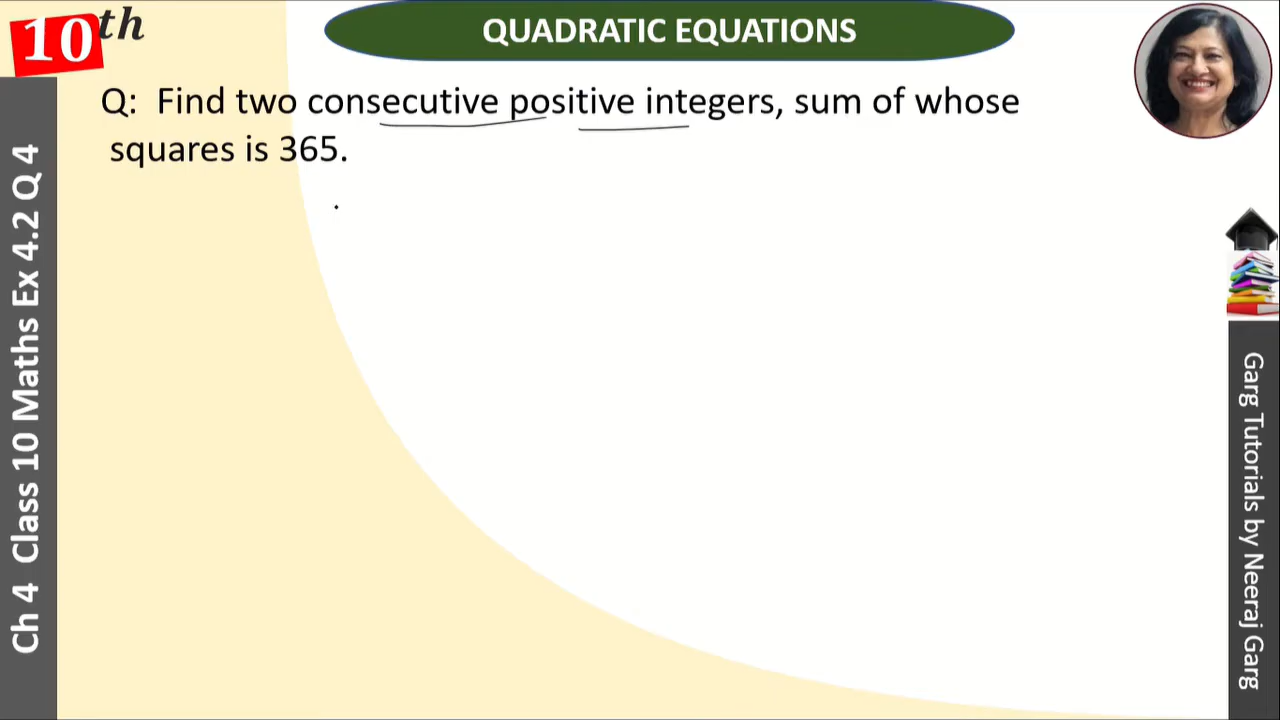 10th
QUADRATIC EQUATIONS
Q: Find two consecutive positive integers, sum of whose
squares is 365.
Ch 4 Class 10 Maths Ex 4.2 Q 4
Garg Tutorials by Neeraj Garg